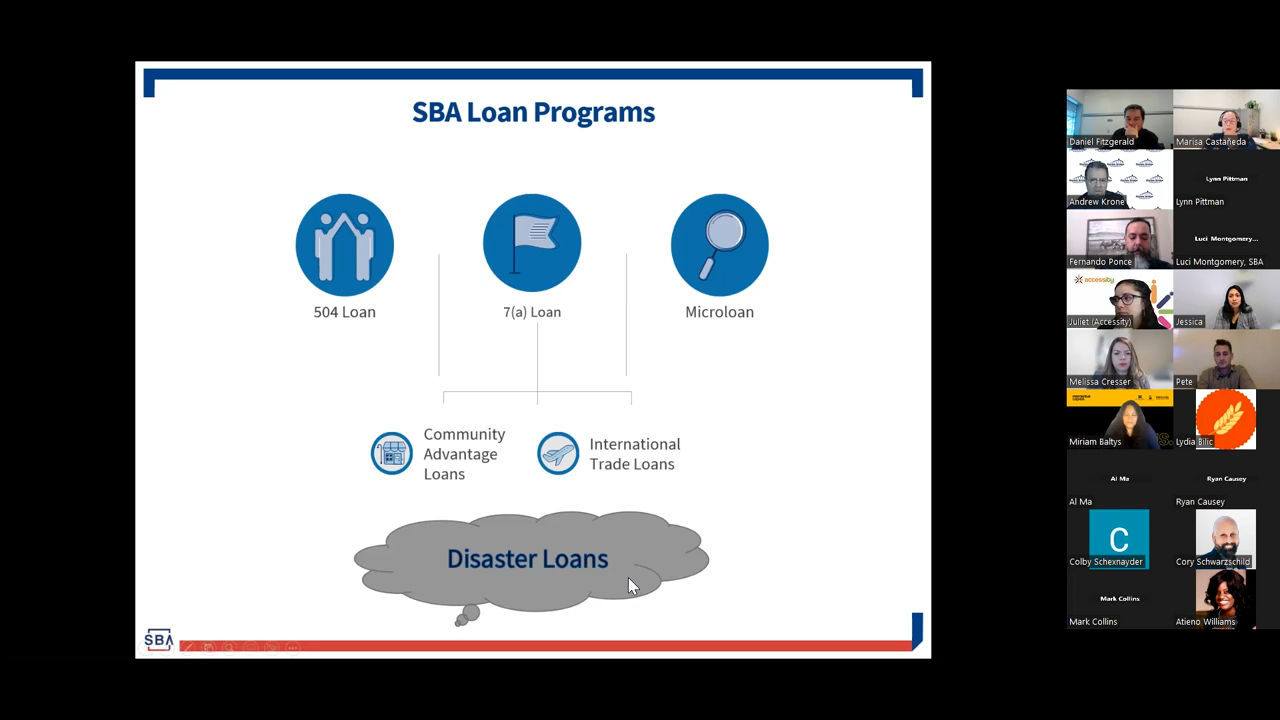 SBA Loan Programs
504 Loan
7(a) Loan
Microloan
Community
Advantage
Loans
International
Trade Loans
Disaster Loans
SBA
Daniel Fitzgerald
Marisa Castañeda
Andrew Krone
Lynn Pittman
Lynn Pittman
Fernando Ponce
Luci Montgomery...
Luci Montgomery, SBA
accessity
Juliet (Accessity)
Jessica
Melissa Cresser
Pete
Miriam Baltys
Lydia Bilic
Al Ma
Al Ma
Ryan Causey
Ryan Causey
C
Colby Schexnayder
Cory Schwarzschild
Mark Collins
Mark Collins
Atieno Williams